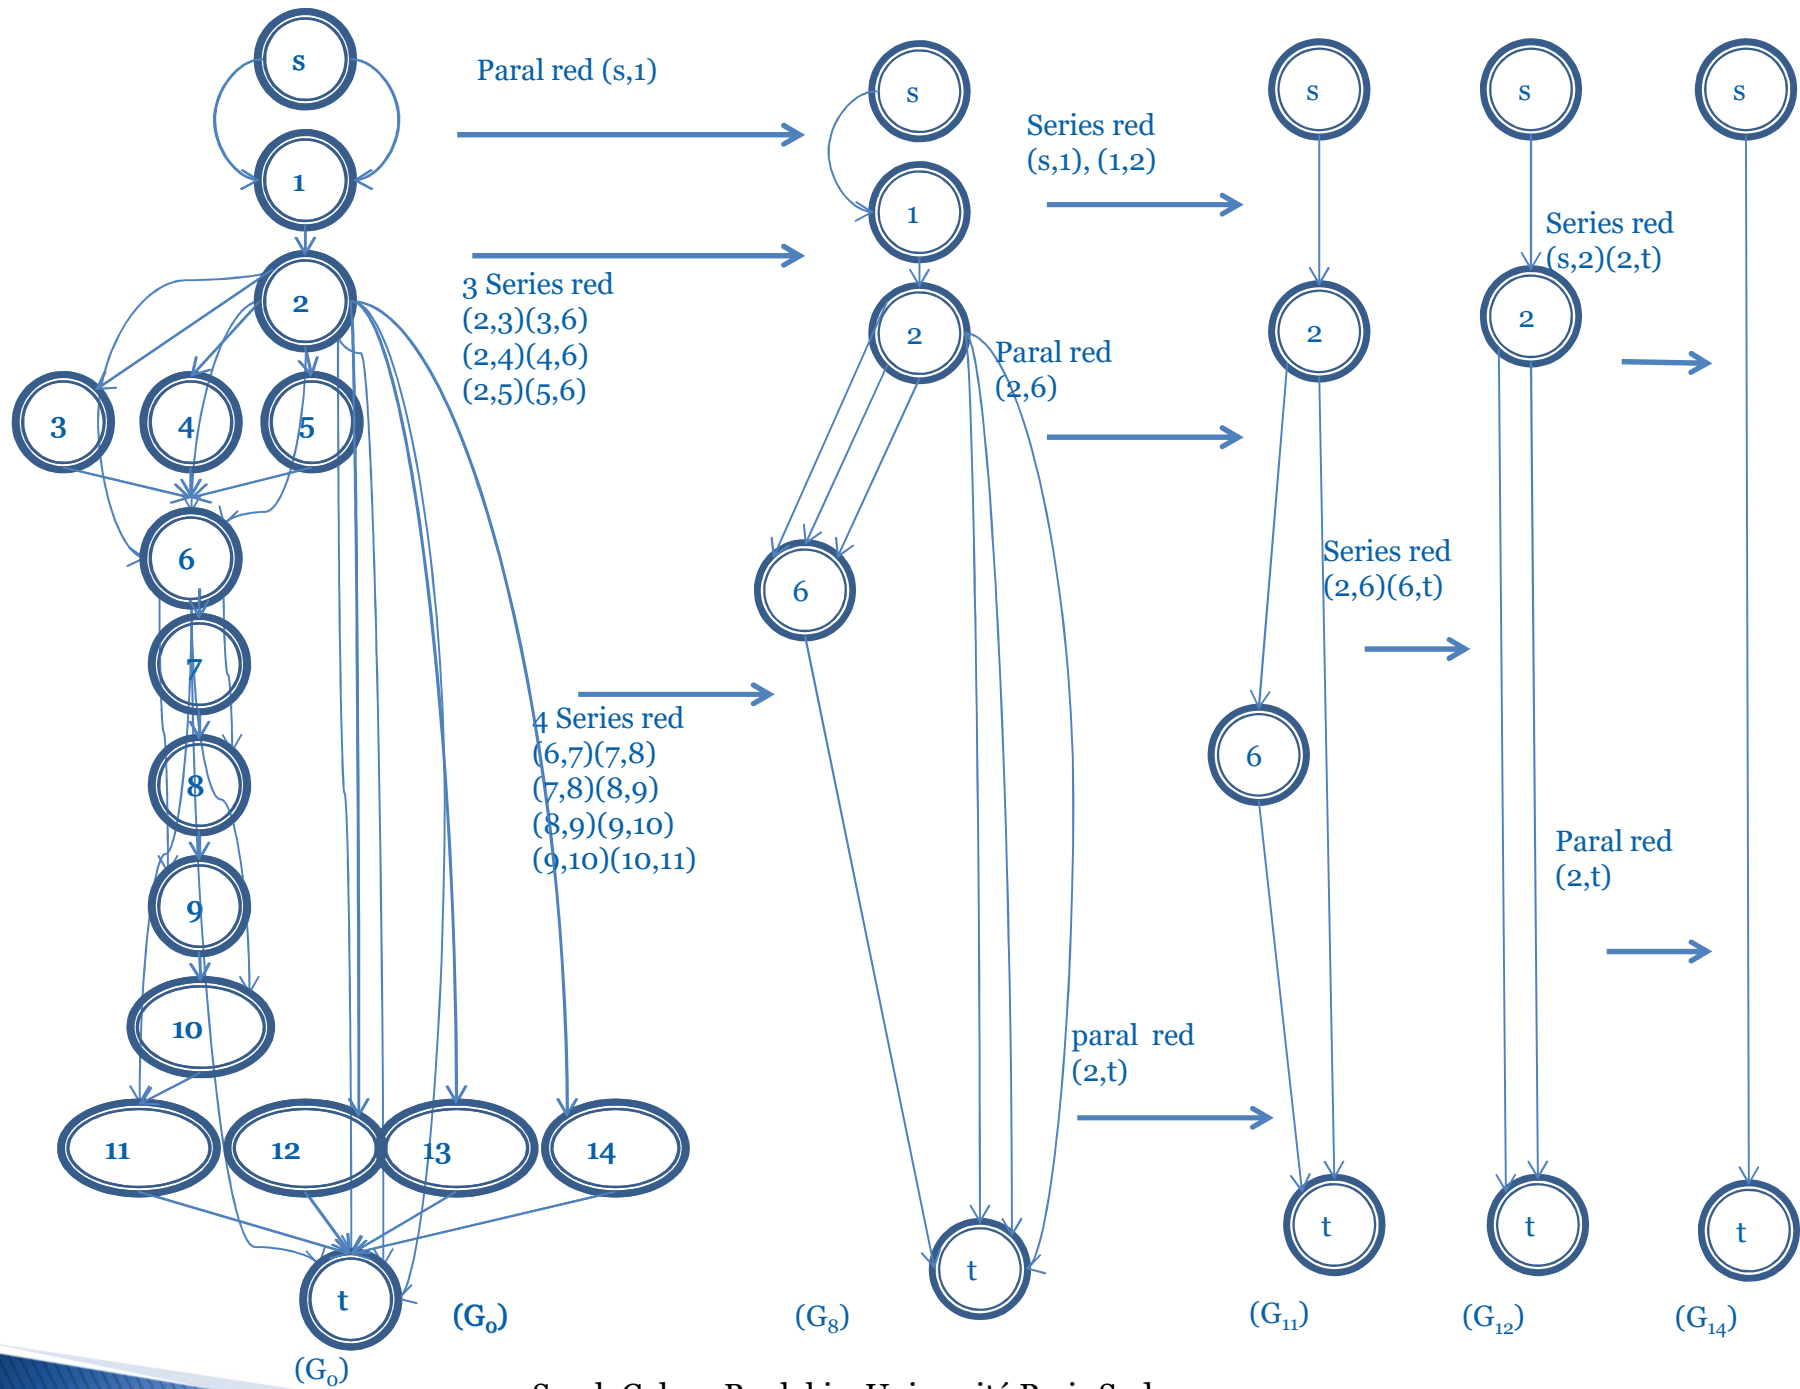 s
1
2
3
4
5
6
7
8
9
10
11
12
13
14
t
(G₀)
(G₀)
Paral red (s,1)
3 Series red
(2,3)(3,6)
(2,4)(4,6)
(2,5)(5,6)
4 Series red
(6,7)(7,8)
(7,8)(8,9)
(8,9)(9,10)
(9,10)(10,11)
s
1
2
6
t
(G₈)
Series red
(s,1), (1,2)
Paral red
(2,6)
paral red
(2,t)
s
2
6
t
(G₁₁)
Series red
(2,6)(6,t)
s
2
t
(G₁₂)
Series red
(s,2)(2,t)
Paral red
(2,t)
s
t
(G₁₄)